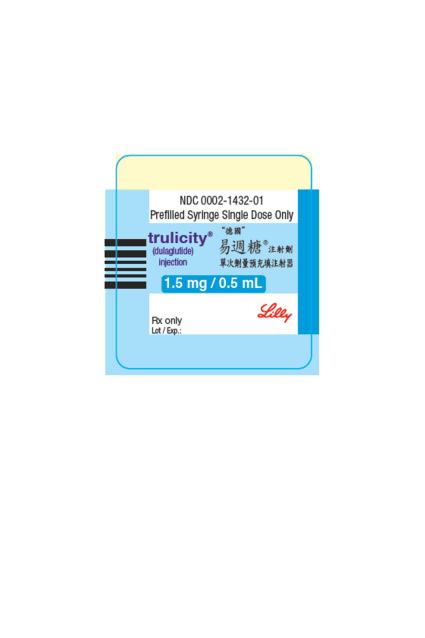 NDC 0002-1432-01
Prefilled Syringe Single Dose Only
trulicity®
(dulaglutide)
injection
"德國"
易週糖®注射劑
單次劑量預充填注射器
1.5 mg / 0.5 mL
Lilly
Rx only
Lot / Exp.: